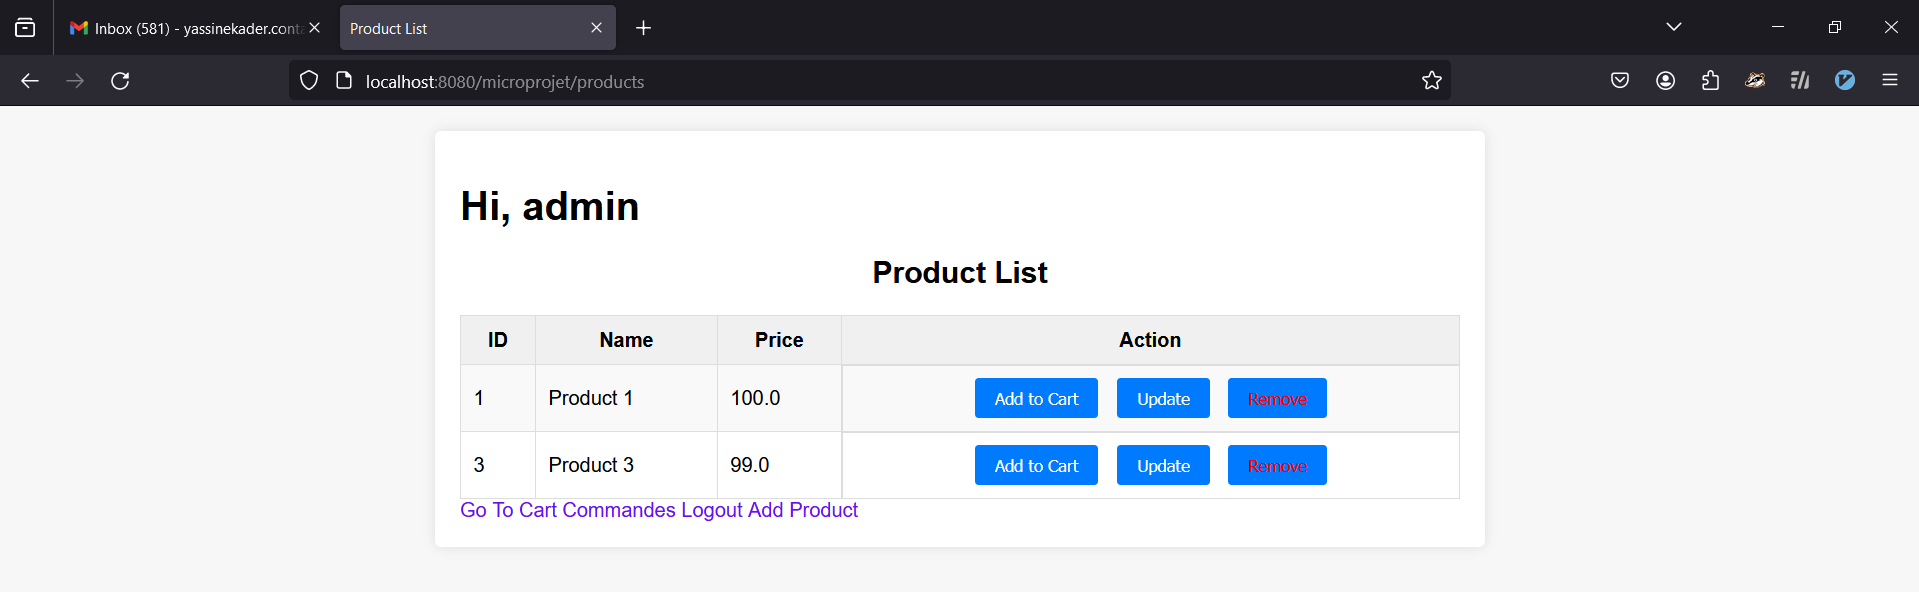 Inbox (581) - yassinekader.conta
Product List
localhost:8080/microprojet/products
Hi, admin
Product List
ID Name Price Action
1 Product 1 100.0 Add to Cart Update Remove
3 Product 3 99.0 Add to Cart Update Remove
Go To Cart Commandes Logout Add Product